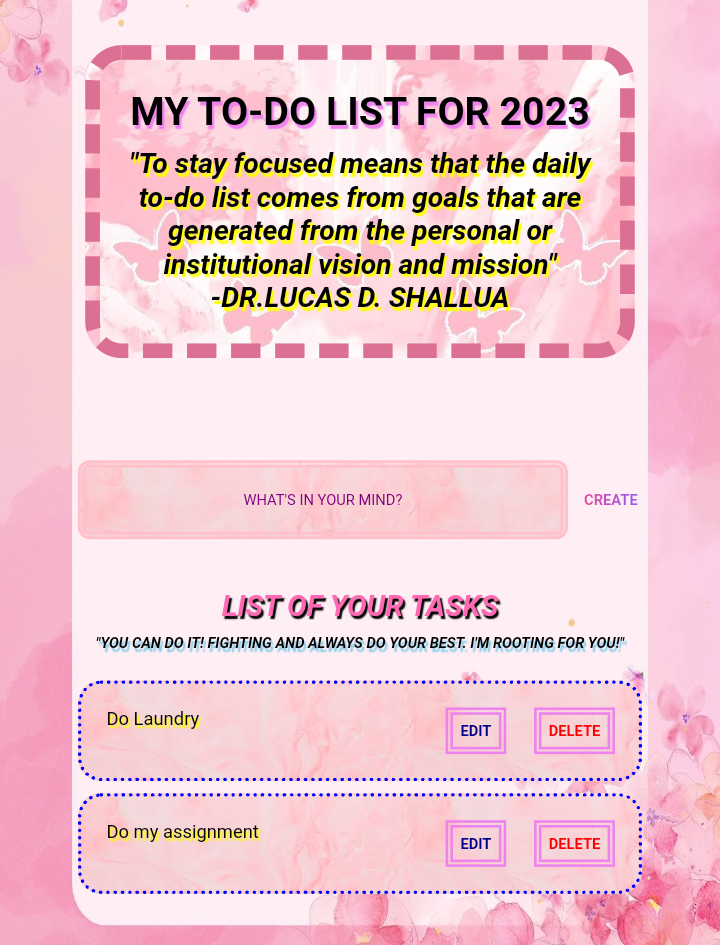 MY TO-DO LIST FOR 2023
"To stay focused means that the daily
to-do list comes from goals that are
generated from the personal or
institutional vision and mission"
-DR.LUCAS D. SHALLUA
WHAT'S IN YOUR MIND?
CREATE
LIST OF YOUR TASKS
"YOU CAN DO IT! FIGHTING AND ALWAYS DO YOUR BEST. I'M ROOTING FOR YOU!"
Do Laundry
EDIT
DELETE
Do my assignment
EDIT
DELETE